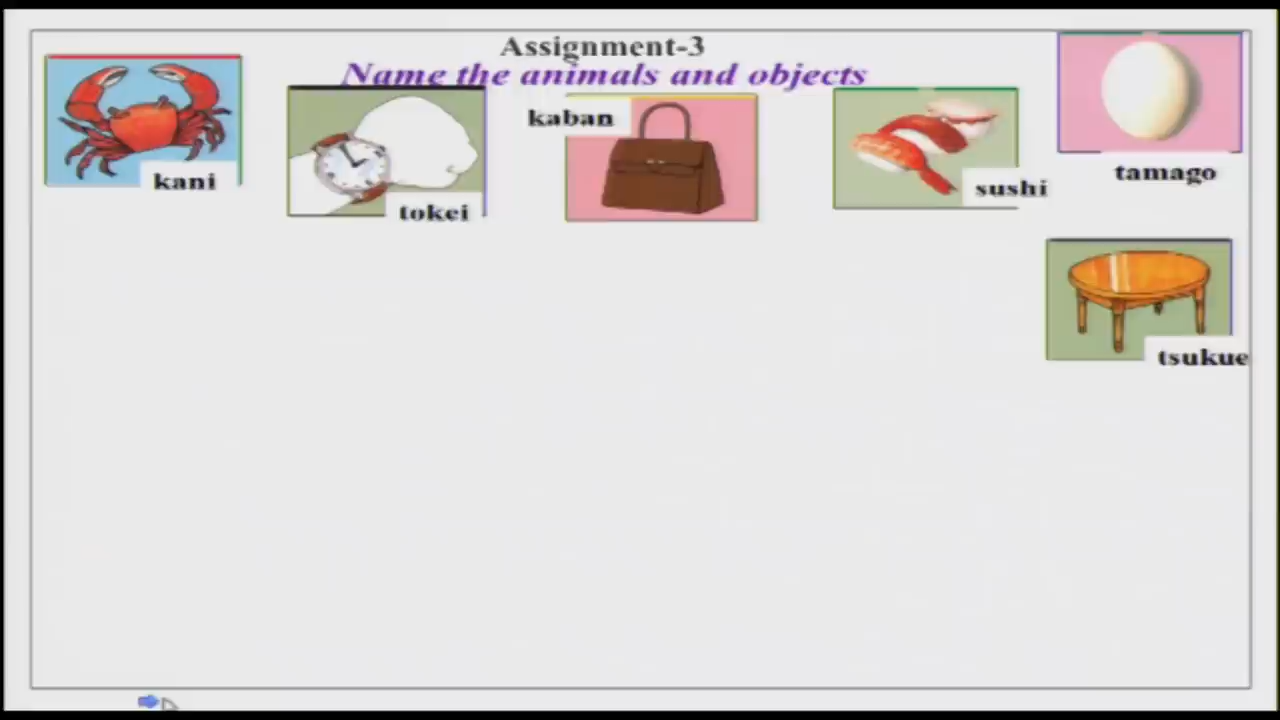 Assignment-3
Name the animals and objects
kani
tokei
kaban
sushi
tamago
tsukue